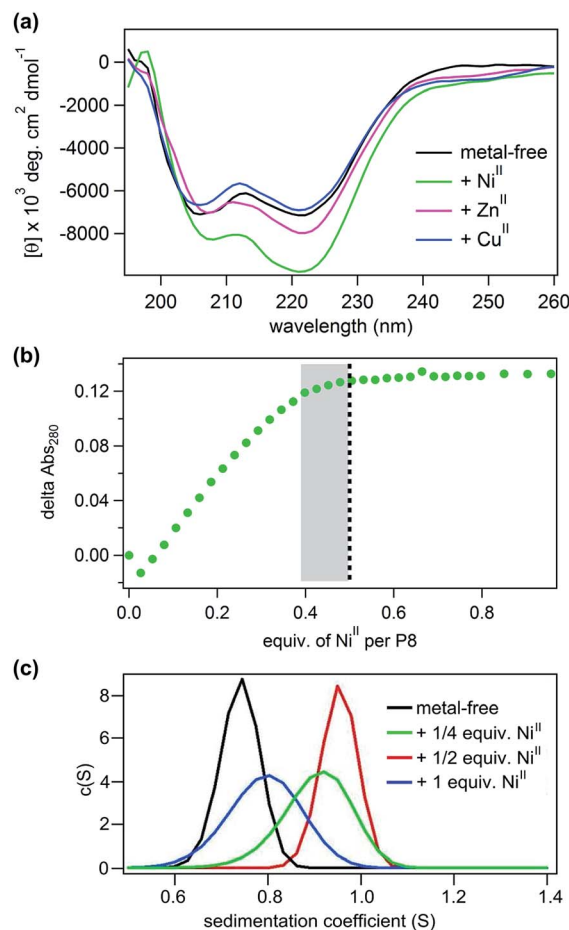 (a)
0
-2000
-4000
-6000
-8000
[θ] x 10³ deg. cm² dmol⁻¹
metal-free
+ Ni^II
+ Zn^II
+ Cu^II
200 210 220 230 240 250 260
wavelength (nm)
(b)
0.12
0.08
0.04
0.00
delta Abs₂₈₀
0.0 0.2 0.4 0.6 0.8
equiv. of Ni^II per P8
(c)
8
6
4
2
0
c(S)
metal-free
+ 1/4 equiv. Ni^II
+ 1/2 equiv. Ni^II
+ 1 equiv. Ni^II
0.6 0.8 1.0 1.2 1.4
sedimentation coefficient (S)